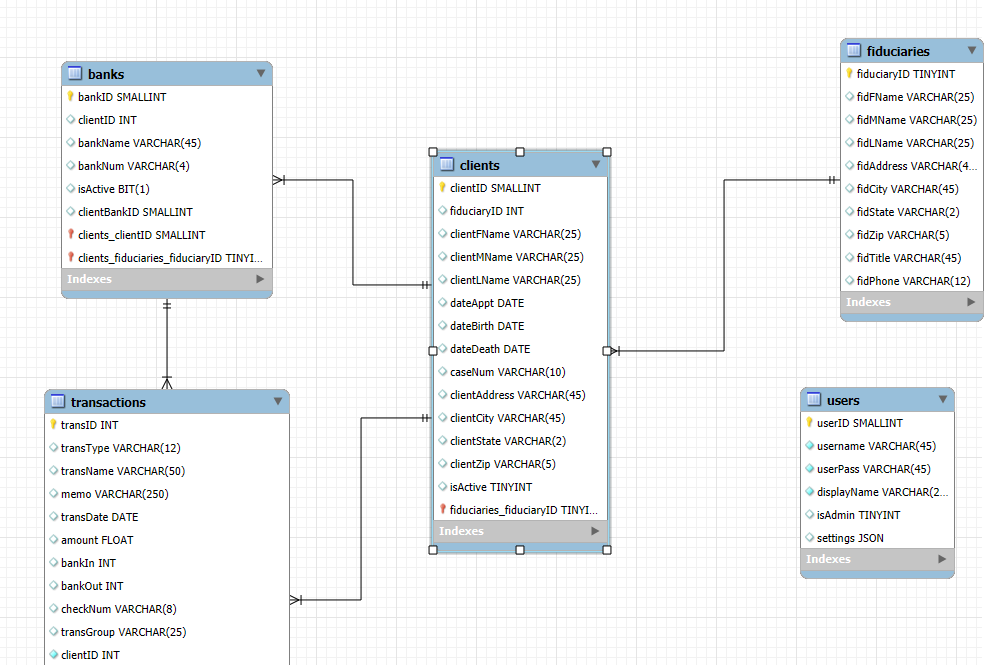 banks
bankID SMALLINT
clientID INT
bankName VARCHAR(45)
bankNum VARCHAR(4)
isActive BIT(1)
clientBankID SMALLINT
clients_clientID SMALLINT
clients_fiduciaries_fiduciaryID TINYI...
Indexes
transactions
transID INT
transType VARCHAR(12)
transName VARCHAR(50)
memo VARCHAR(250)
transDate DATE
amount FLOAT
bankIn INT
bankOut INT
checkNum VARCHAR(8)
transGroup VARCHAR(25)
clientID INT
clients
clientID SMALLINT
fiduciaryID INT
clientFName VARCHAR(25)
clientMName VARCHAR(25)
clientLName VARCHAR(25)
dateAppt DATE
dateBirth DATE
dateDeath DATE
caseNum VARCHAR(10)
clientAddress VARCHAR(45)
clientCity VARCHAR(45)
clientState VARCHAR(2)
clientZip VARCHAR(5)
isActive TINYINT
fiduciaries_fiduciaryID TINYI...
Indexes
fiduciaries
fiduciaryID TINYINT
fidFName VARCHAR(25)
fidMName VARCHAR(25)
fidLName VARCHAR(25)
fidAddress VARCHAR(4...
fidCity VARCHAR(45)
fidState VARCHAR(2)
fidZip VARCHAR(5)
fidTitle VARCHAR(45)
fidPhone VARCHAR(12)
Indexes
users
userID SMALLINT
username VARCHAR(45)
userPass VARCHAR(45)
displayName VARCHAR(2...
isAdmin TINYINT
settings JSON
Indexes